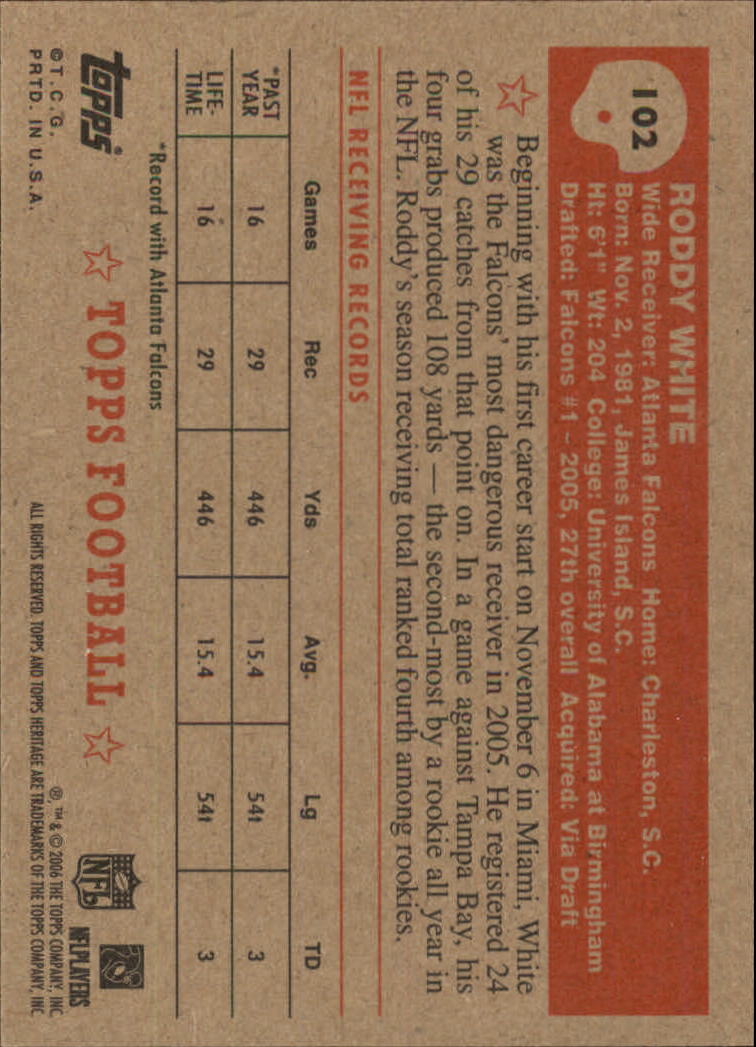 102
RODDY WHITE
Wide Receiver: Atlanta Falcons Home: Charleston, S.C.
Born: Nov. 2, 1981, James Island, S.C.
Ht: 6'1" Wt: 204 College: University of Alabama at Birmingham
Drafted: Falcons #1 - 2005, 27th overall Acquired: Via Draft
Beginning with his first career start on November 6 in Miami, White
was the Falcons' most dangerous receiver in 2005. He registered 24
of his 29 catches from that point on. In a game against Tampa Bay, his
four grabs produced 108 yards — the second-most by a rookie all year in
the NFL. Roddy's season receiving total ranked fourth among rookies.
NFL RECEIVING RECORDS
Games Rec Yds Avg. Lg TD
*PAST YEAR 16 29 446 15.4 54t 3
LIFE-TIME 16 29 446 15.4 54t 3
*Record with Atlanta Falcons
topps®
TOPPS FOOTBALL
NFL
NFLPLAYERS
©T.C.G.
PRTD. IN U.S.A.
®, ™ & © 2006 THE TOPPS COMPANY, INC
ALL RIGHTS RESERVED. TOPPS AND TOPPS HERITAGE ARE TRADEMARKS OF THE TOPPS COMPANY, INC